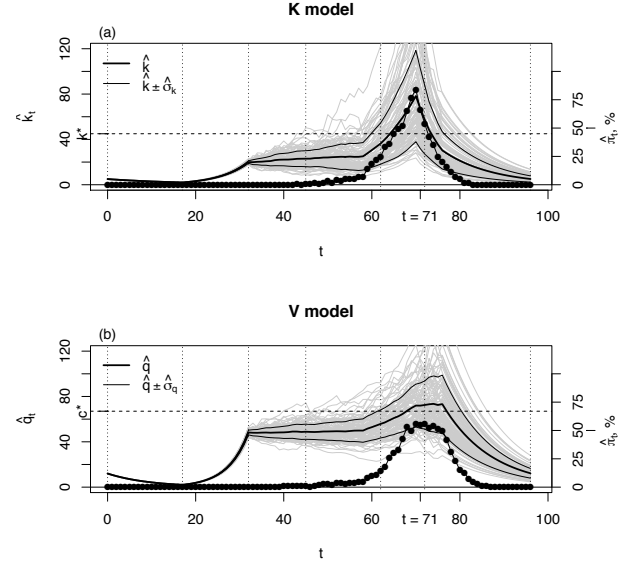 K model
(a)
k̂
k̂ ± σ̂k
k̂t
k*
π̂t, %
0 40 80 120
0 25 50 75
0 20 40 60 t = 71 80 100
t
V model
(b)
q̂
q̂ ± σ̂q
q̂t
c*
π̂t, %
0 40 80 120
0 25 50 75
0 20 40 60 t = 71 80 100
t